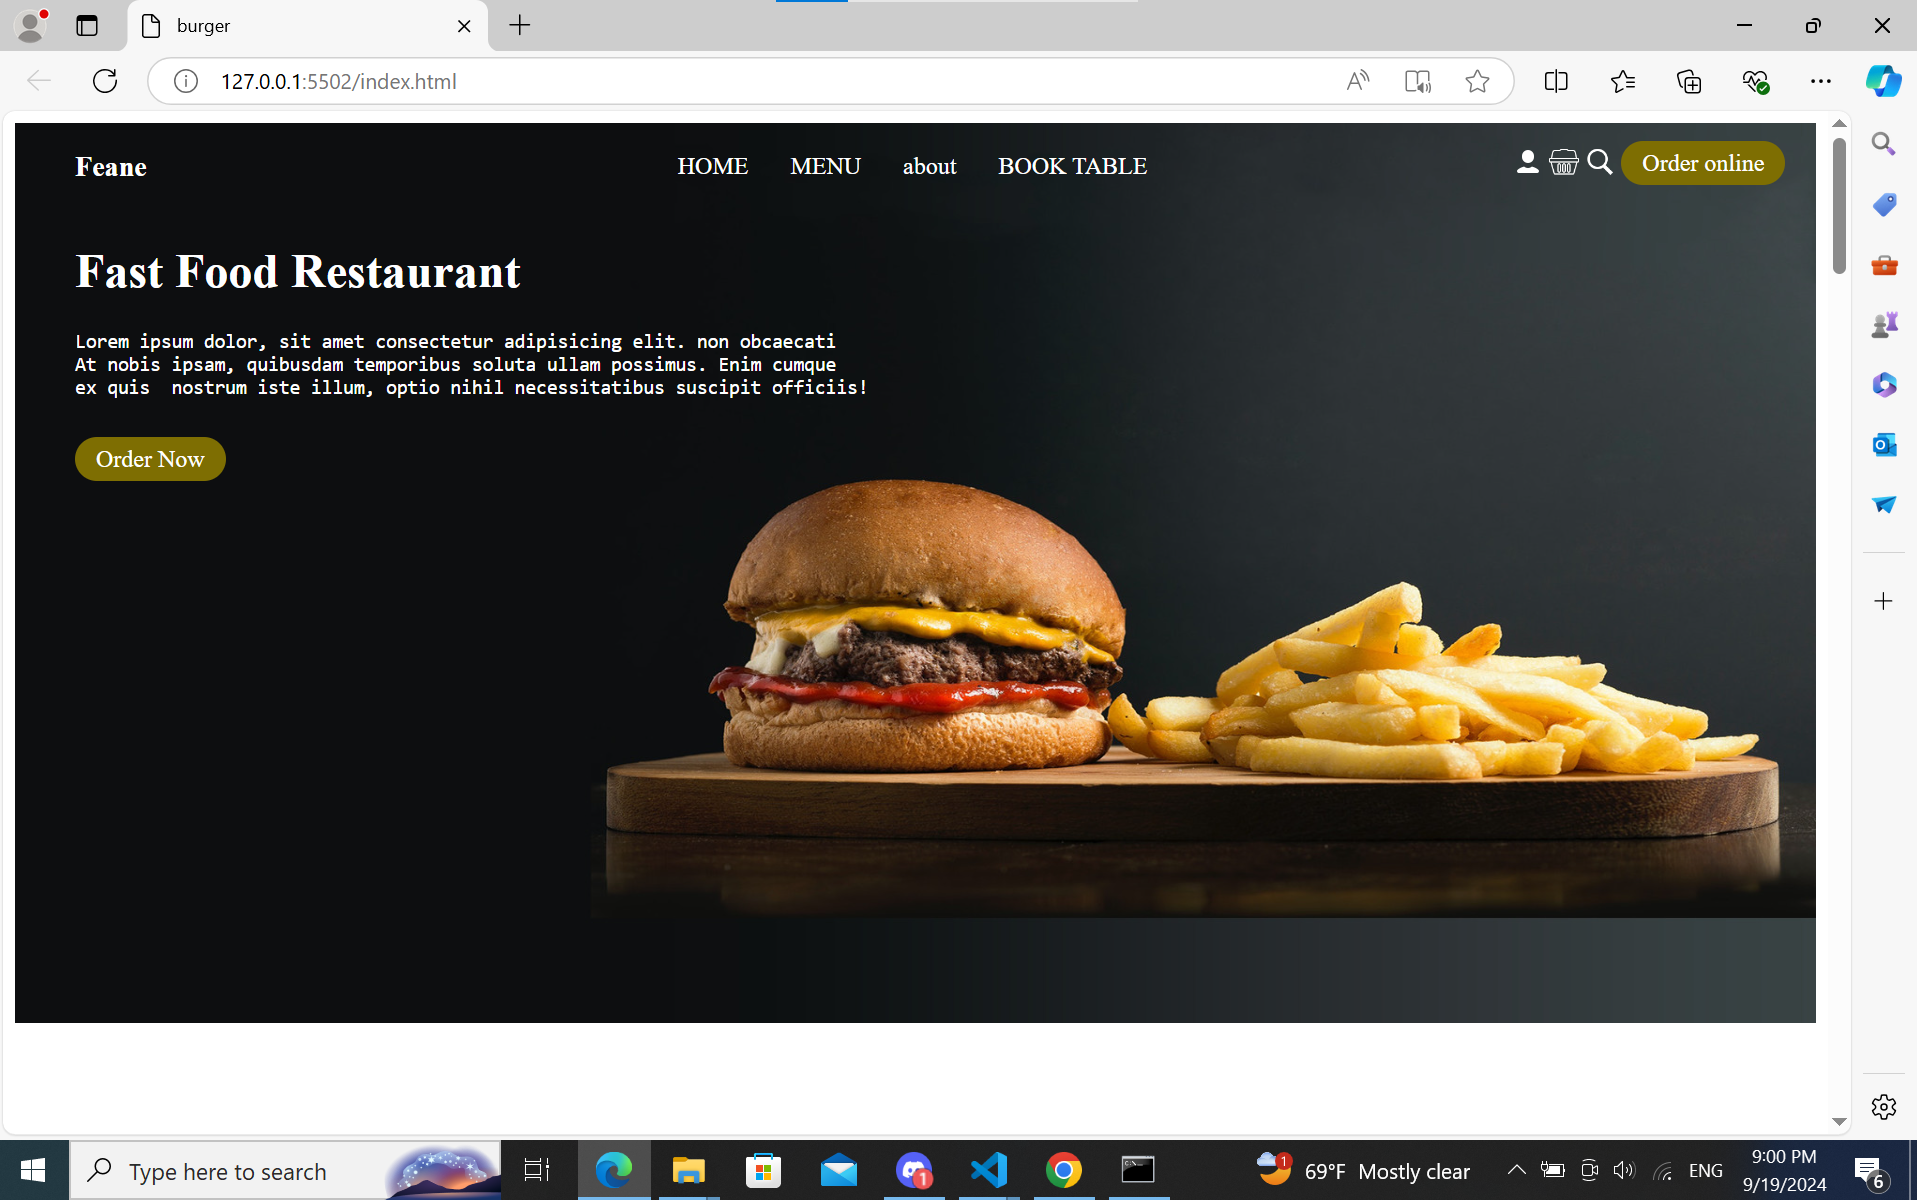 burger
127.0.0.1:5502/index.html
Feane
HOME MENU about BOOK TABLE
Order online
Fast Food Restaurant
Lorem ipsum dolor, sit amet consectetur adipisicing elit. non obcaecati
At nobis ipsam, quibusdam temporibus soluta ullam possimus. Enim cumque
ex quis  nostrum iste illum, optio nihil necessitatibus suscipit officiis!
Order Now
Type here to search
1
1
69°F Mostly clear
ENG
9:00 PM
9/19/2024
6